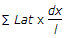 Σ Lat x dx/l